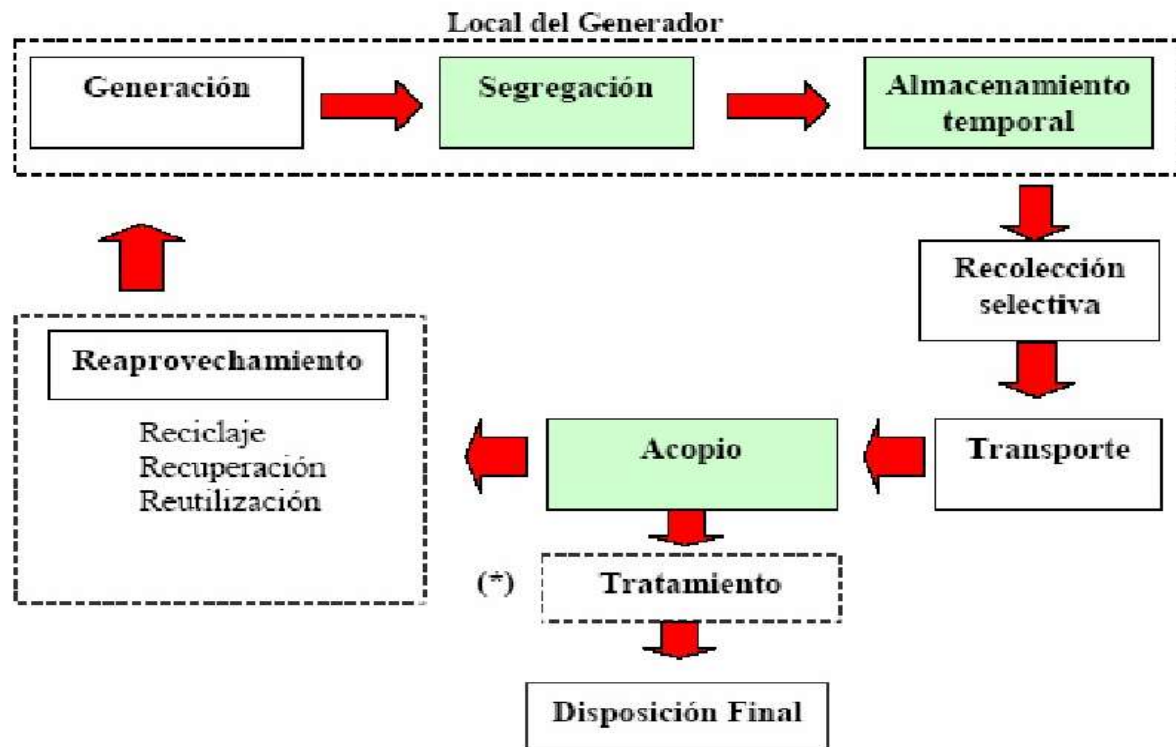 Local del Generador
Generación
Segregación
Almacenamiento
temporal
Recolección
selectiva
Reaprovechamiento
Reciclaje
Recuperación
Reutilización
Acopio
Transporte
(*)
Tratamiento
Disposición Final